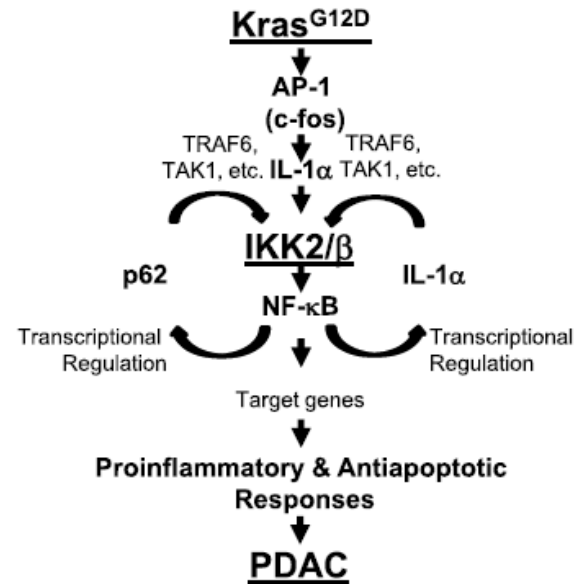 Kras^G12D
AP-1
(c-fos)
TRAF6,
TAK1, etc.
IL-1α
TRAF6,
TAK1, etc.
IKK2/β
p62
IL-1α
NF-κB
Transcriptional
Regulation
Transcriptional
Regulation
Target genes
Proinflammatory & Antiapoptotic
Responses
PDAC